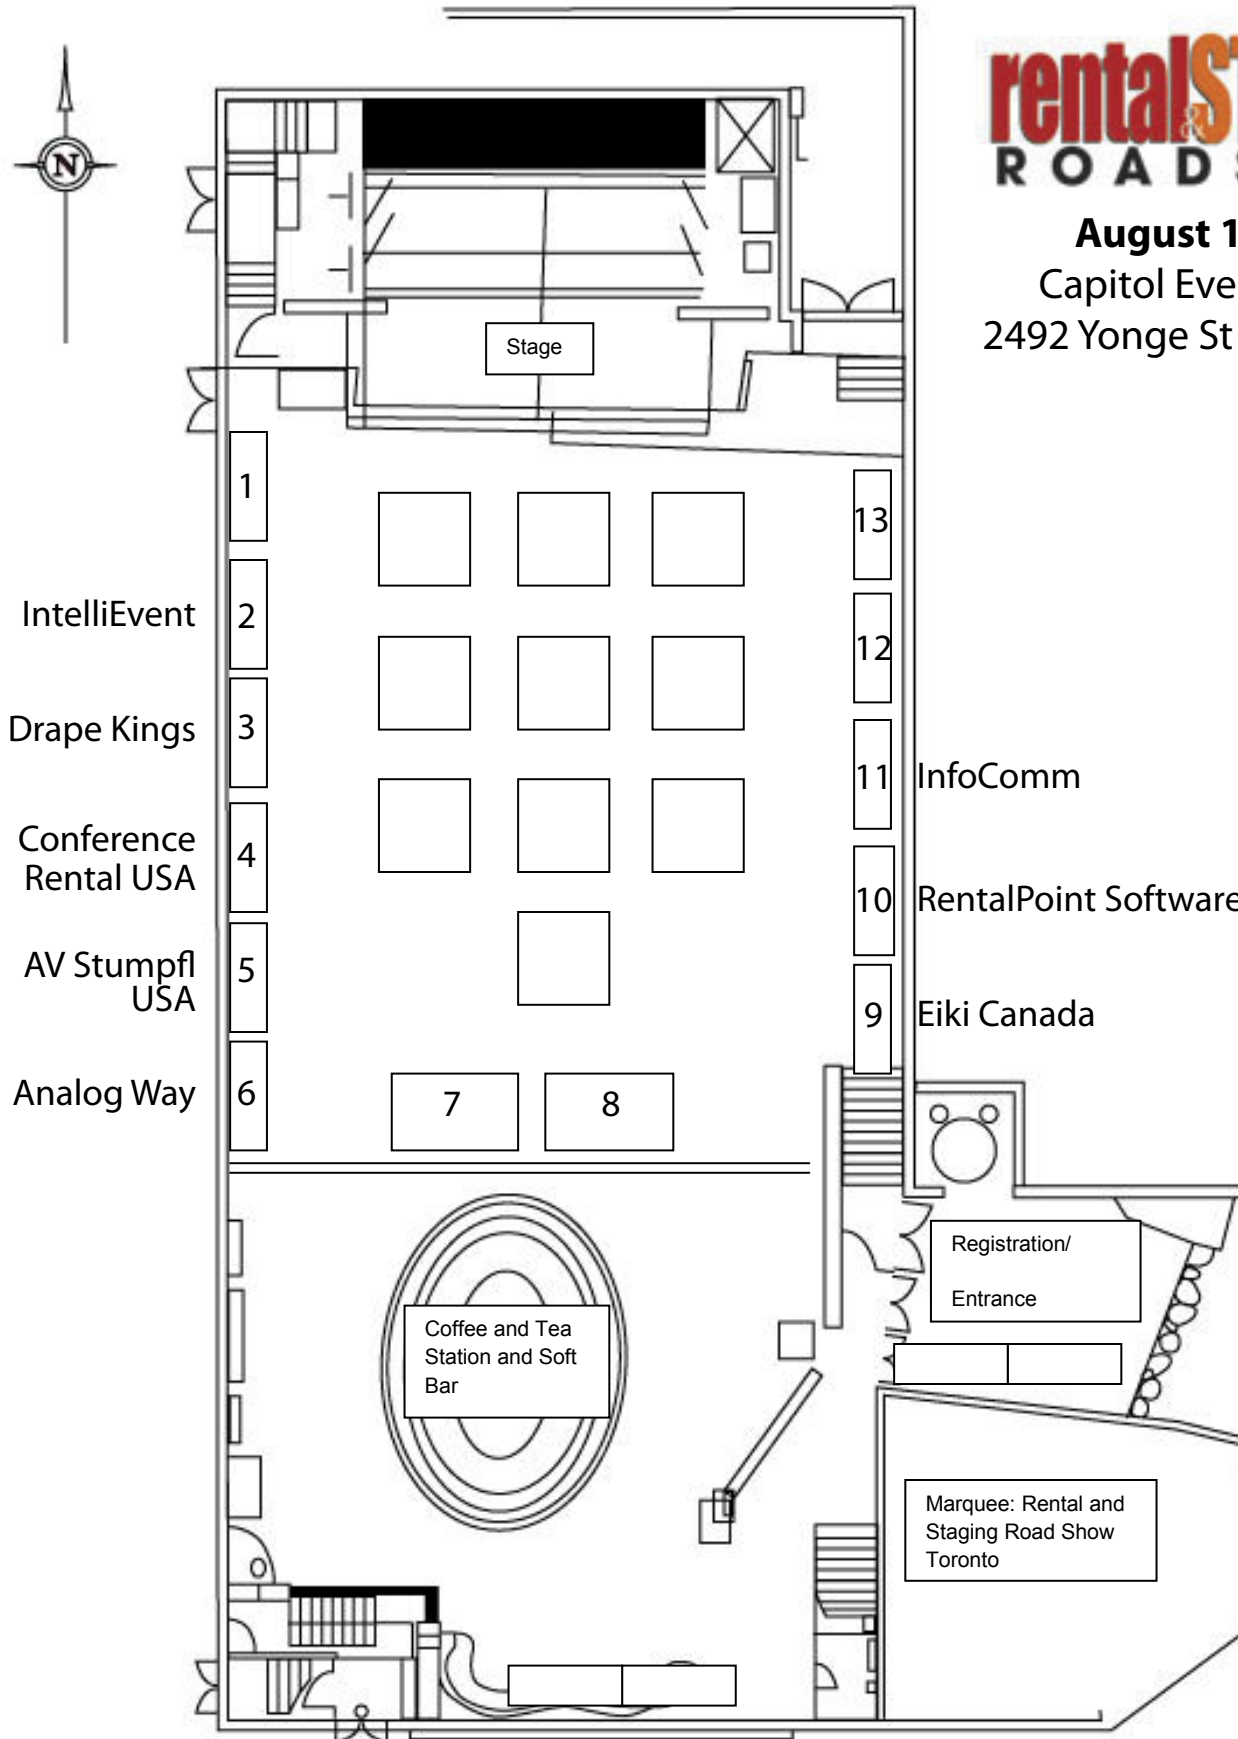 N
rental
&
ROADS
August 1
Capitol Eve
2492 Yonge St
Stage
1
13
IntelliEvent
2
12
Drape Kings
3
11
InfoComm
Conference
Rental USA
4
10
RentalPoint Software
AV Stumpfl
USA
5
9
Eiki Canada
Analog Way
6
7
8
Registration/
Entrance
Coffee and Tea
Station and Soft
Bar
Marquee: Rental and
Staging Road Show
Toronto